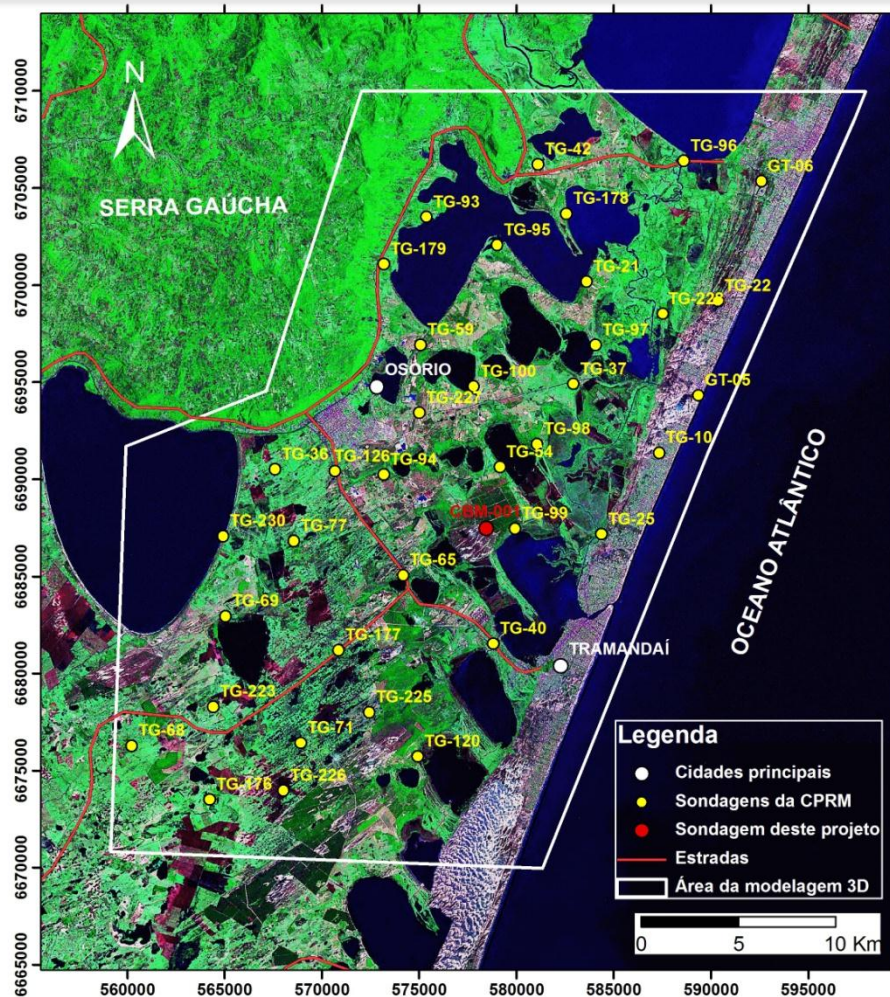 N
SERRA GAÚCHA
TG-42
TG-96
GT-06
TG-93
TG-178
TG-95
TG-179
TG-21
TG-22
TG-228
TG-59
TG-97
OSÓRIO
TG-100
TG-37
GT-05
TG-227
TG-98
TG-10
TG-36
TG-126
TG-94
TG-54
CBM-001
TG-99
TG-25
TG-230
TG-77
TG-65
OCEANO ATLÂNTICO
TG-69
TG-177
TG-40
TRAMANDAÍ
TG-223
TG-225
TG-68
TG-71
TG-120
TG-176
TG-226
Legenda
Cidades principais
Sondagens da CPRM
Sondagem deste projeto
Estradas
Área da modelagem 3D
0 5 10 Km
6710000
6705000
6700000
6695000
6690000
6685000
6680000
6675000
6670000
6665000
560000 565000 570000 575000 580000 585000 590000 595000